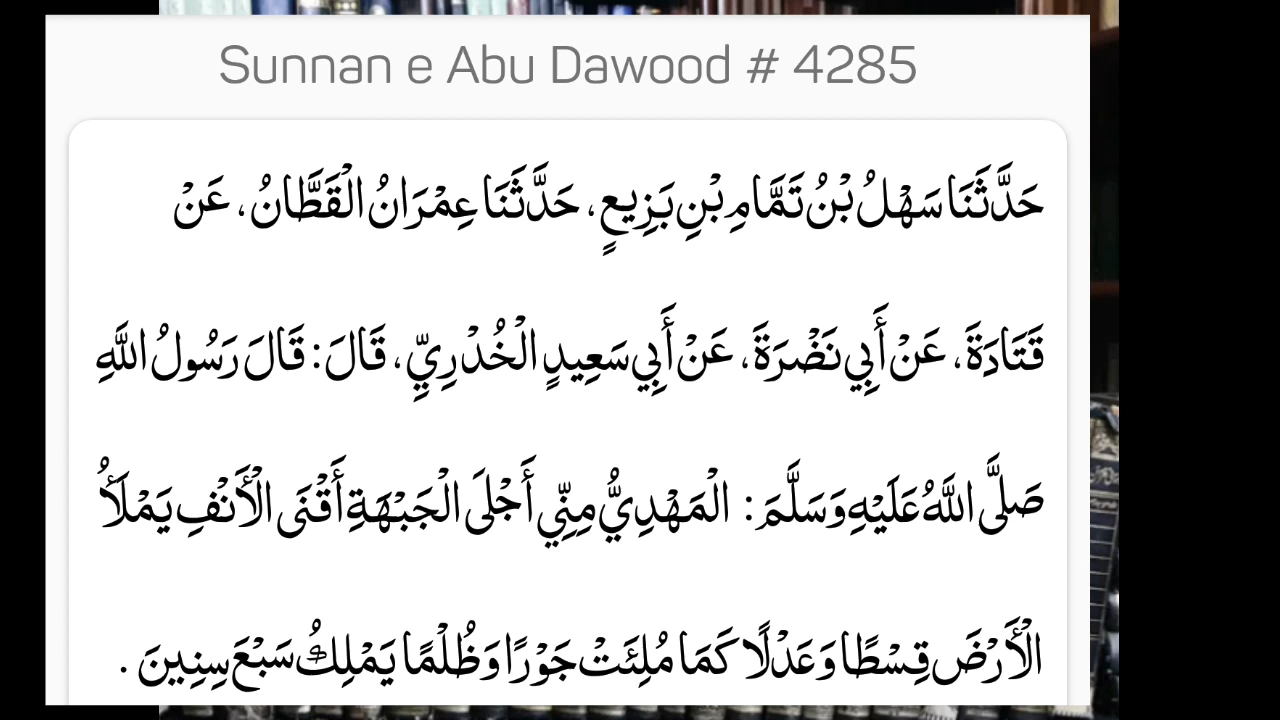 Sunnan e Abu Dawood # 4285
حَدَّثَنَا سَهْلُ بْنُ تَمَّامِ بْنِ بَزِيعٍ، حَدَّثَنَا عِمْرَانُ الْقَطَّانُ، عَنْ
قَتَادَةَ، عَنْ أَبِي نَضْرَةَ، عَنْ أَبِي سَعِيدٍ الْخُدْرِيِّ، قَالَ: قَالَ رَسُولُ اللَّهِ
صَلَّى اللَّهُ عَلَيْهِ وَسَلَّمَ: الْمَهْدِيُّ مِنِّي أَجْلَى الْجَبْهَةِ أَقْنَى الْأَنْفِ يَمْلَأُ
الْأَرْضَ قِسْطًا وَعَدْلًا كَمَا مُلِئَتْ جَوْرًا وَظُلْمًا يَمْلِكُ سَبْعَ سِنِينَ .